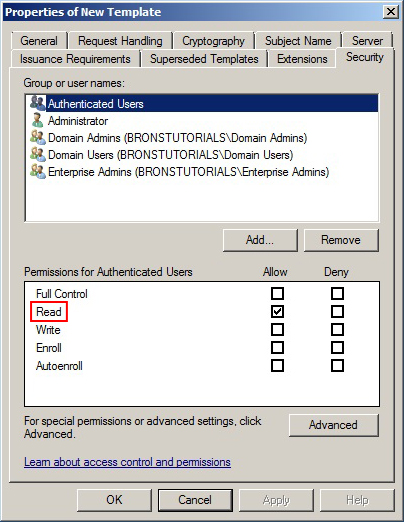 Properties of New Template
General
Request Handling
Cryptography
Subject Name
Server
Issuance Requirements
Superseded Templates
Extensions
Security
Group or user names:
Authenticated Users
Administrator
Domain Admins (BRONSTUTORIALS\Domain Admins)
Domain Users (BRONSTUTORIALS\Domain Users)
Enterprise Admins (BRONSTUTORIALS\Enterprise Admins)
Add...
Remove
Permissions for Authenticated Users
Allow
Deny
Full Control
Read
Write
Enroll
Autoenroll
For special permissions or advanced settings, click
Advanced.
Advanced
Learn about access control and permissions
OK
Cancel
Apply
Help